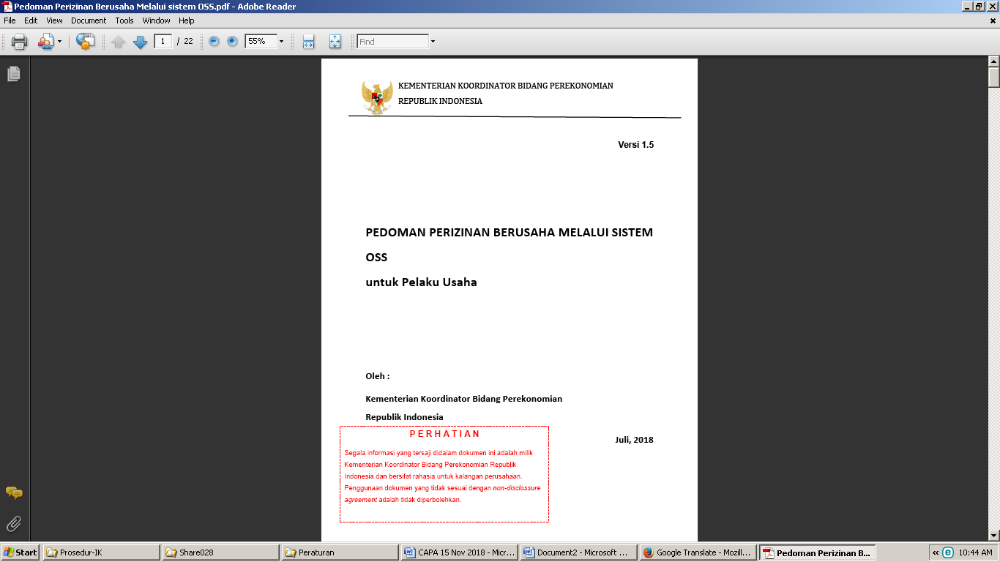 Pedoman Perizinan Berusaha Melalui sistem OSS.pdf - Adobe Reader
File Edit View Document Tools Window Help
1 / 22 55% Find
KEMENTERIAN KOORDINATOR BIDANG PEREKONOMIAN
REPUBLIK INDONESIA
Versi 1.5
PEDOMAN PERIZINAN BERUSAHA MELALUI SISTEM
OSS
untuk Pelaku Usaha
Oleh :
Kementerian Koordinator Bidang Perekonomian
Republik Indonesia
Juli, 2018
P E R H A T I A N
Segala informasi yang tersaji didalam dokumen ini adalah milik
Kementerian Koordinator Bidang Perekonomian Republik
Indonesia dan bersifat rahasia untuk kalangan perusahaan.
Penggunaan dokumen yang tidak sesuai dengan non-disclossure
agreement adalah tidak diperbolehkan.
Start Prosedur-IK Share028 Peraturan CAPA 15 Nov 2018 - Micr... Document2 - Microsoft ... Google Translate - Mozill... Pedoman Perizinan B... « 10:44 AM